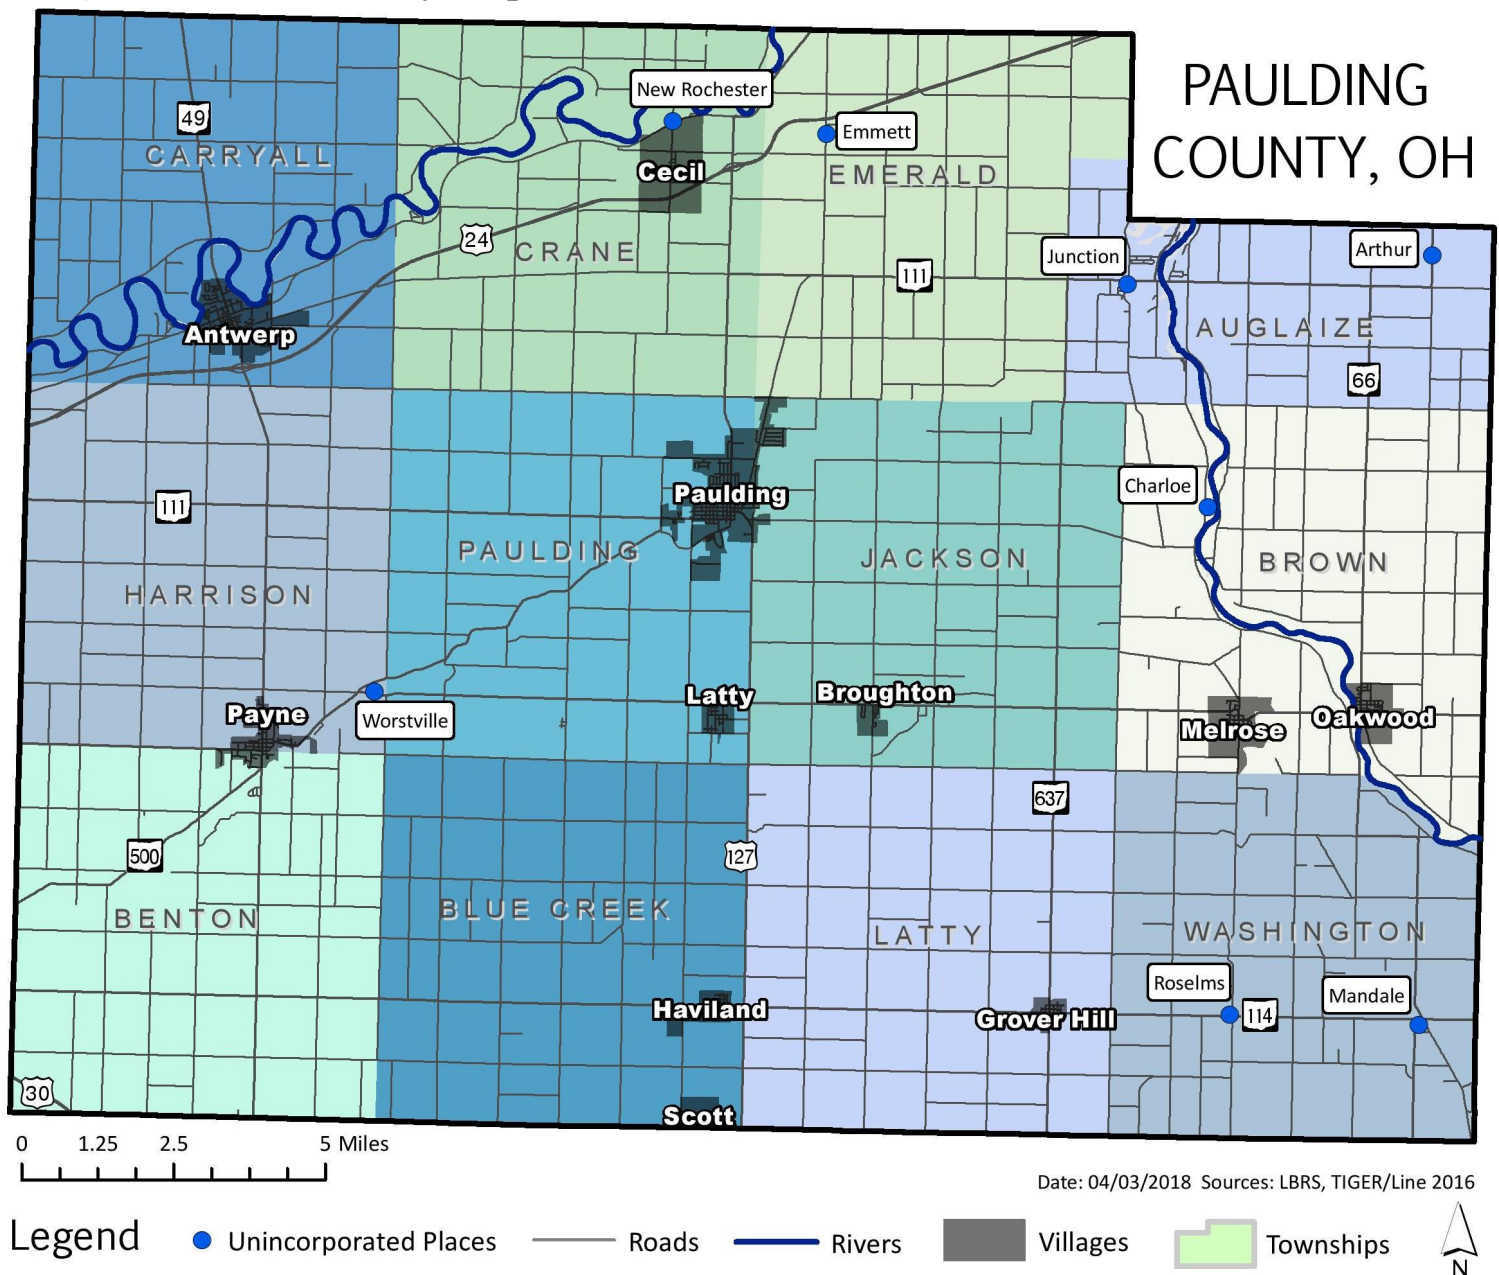 PAULDING
COUNTY, OH
49
CARRYALL
New Rochester
Emmett
Cecil
EMERALD
24
CRANE
111
Junction
Arthur
AUGLAIZE
66
Antwerp
111
HARRISON
PAULDING
Paulding
JACKSON
Charloe
BROWN
Payne
Worstville
Latty
Broughton
Melrose
Oakwood
637
500
127
BENTON
BLUE CREEK
LATTY
WASHINGTON
Roselms
Mandale
114
Haviland
Grover Hill
30
Scott
0 1.25 2.5 5 Miles
Date: 04/03/2018 Sources: LBRS, TIGER/Line 2016
Legend
Unincorporated Places
Roads
Rivers
Villages
Townships
N